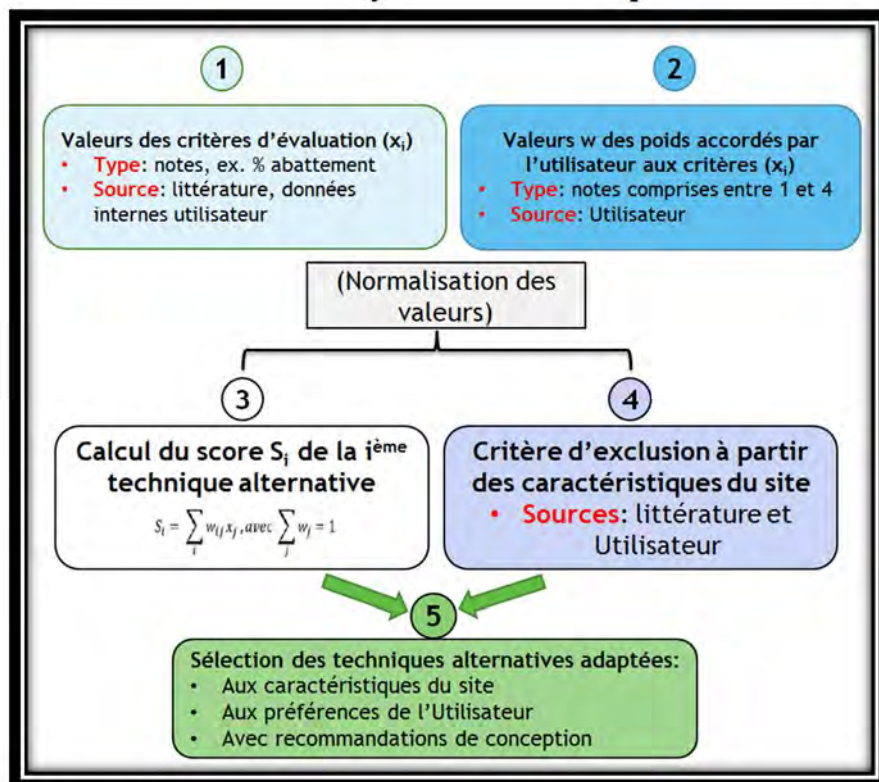 1
Valeurs des critères d'évaluation (xᵢ)
• Type: notes, ex. % abattement
• Source: littérature, données
internes utilisateur
2
Valeurs w des poids accordés par
l'utilisateur aux critères (xᵢ)
• Type: notes comprises entre 1 et 4
• Source: Utilisateur
(Normalisation des
valeurs)
3
Calcul du score Sᵢ de la iᵉᵐᵉ
technique alternative
Sᵢ = ∑ᵢ wᵢⱼ xⱼ, avec ∑ⱼ wⱼ = 1
4
Critère d'exclusion à partir
des caractéristiques du site
• Sources: littérature et
Utilisateur
5
Sélection des techniques alternatives adaptées:
• Aux caractéristiques du site
• Aux préférences de l'Utilisateur
• Avec recommandations de conception